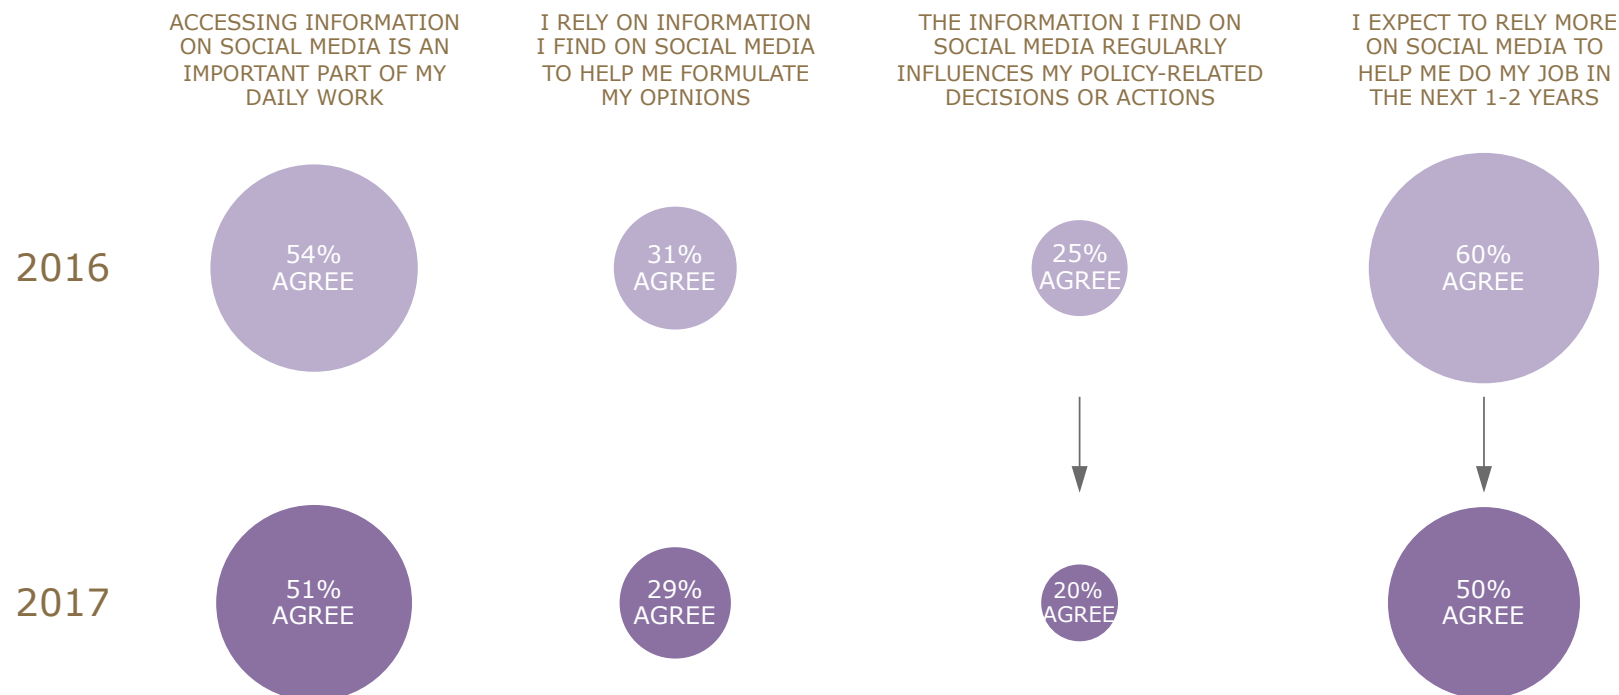 ACCESSING INFORMATION
ON SOCIAL MEDIA IS AN
IMPORTANT PART OF MY
DAILY WORK
I RELY ON INFORMATION
I FIND ON SOCIAL MEDIA
TO HELP ME FORMULATE
MY OPINIONS
THE INFORMATION I FIND ON
SOCIAL MEDIA REGULARLY
INFLUENCES MY POLICY-RELATED
DECISIONS OR ACTIONS
I EXPECT TO RELY MORE
ON SOCIAL MEDIA TO
HELP ME DO MY JOB IN
THE NEXT 1-2 YEARS
2016
54%
AGREE
31%
AGREE
25%
AGREE
60%
AGREE
2017
51%
AGREE
29%
AGREE
20%
AGREE
50%
AGREE